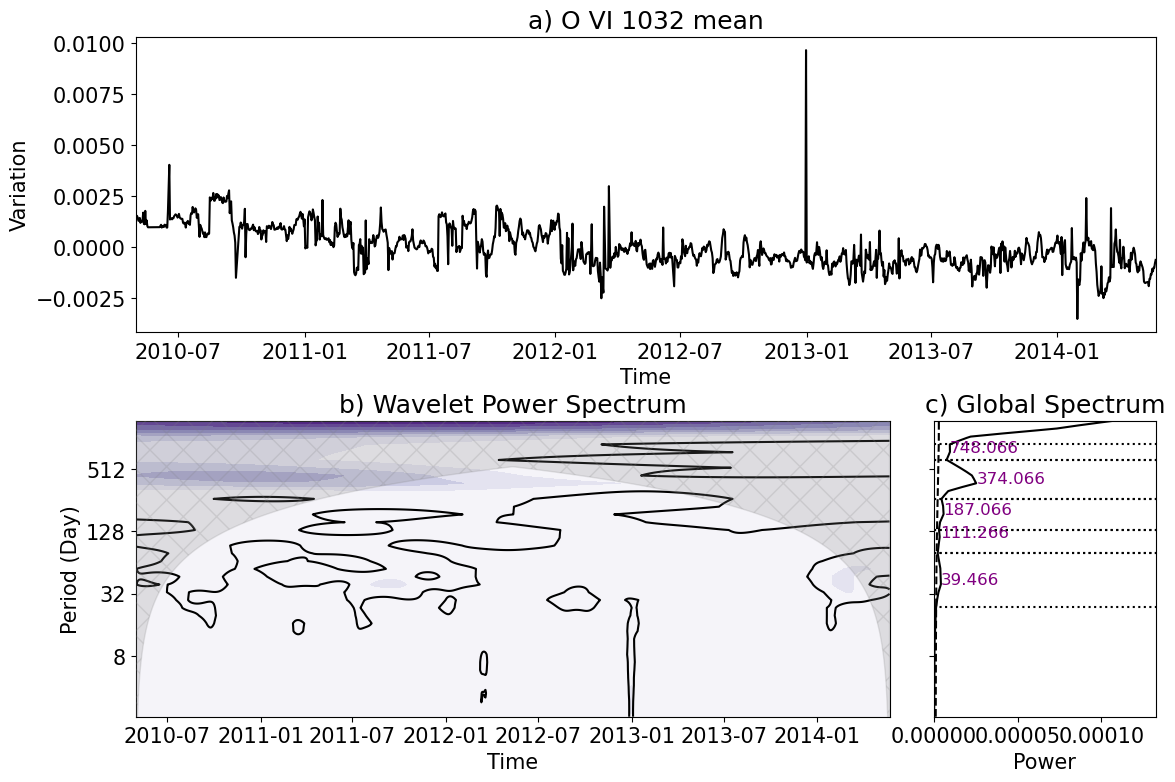 a) O VI 1032 mean
0.0100
0.0075
0.0050
0.0025
0.0000
−0.0025
Variation
2010-07 2011-01 2011-07 2012-01 2012-07 2013-01 2013-07 2014-01
Time
b) Wavelet Power Spectrum
512
128
32
8
Period (Day)
2010-07 2011-01 2011-07 2012-01 2012-07 2013-01 2013-07 2014-01
Time
c) Global Spectrum
748.066
374.066
187.066
111.266
39.466
0.00000 0.00005 0.00010
Power